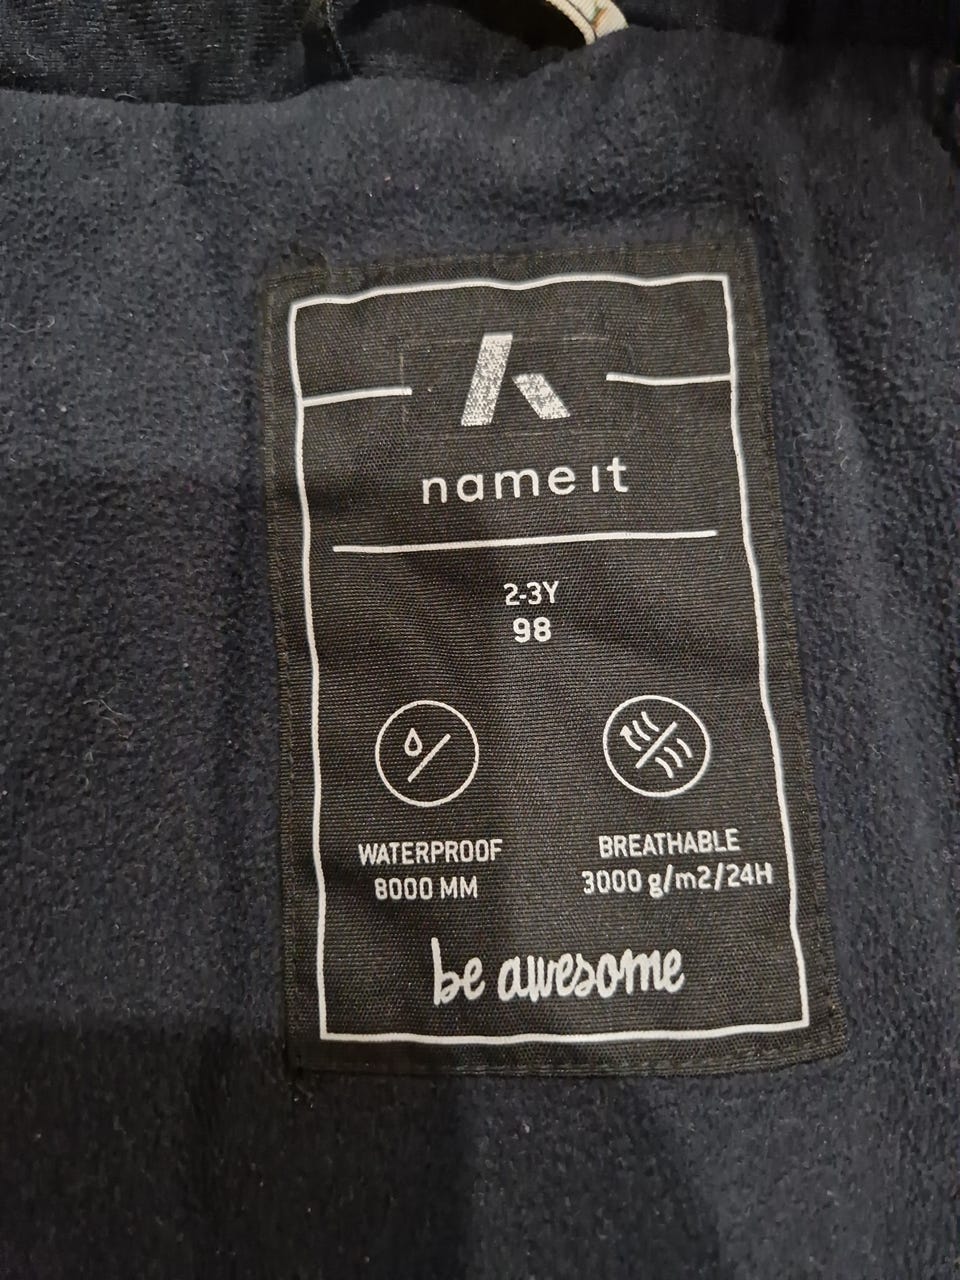 name it
2-3Y
98
WATERPROOF
8000 MM
BREATHABLE
3000 g/m2/24H
be awesome